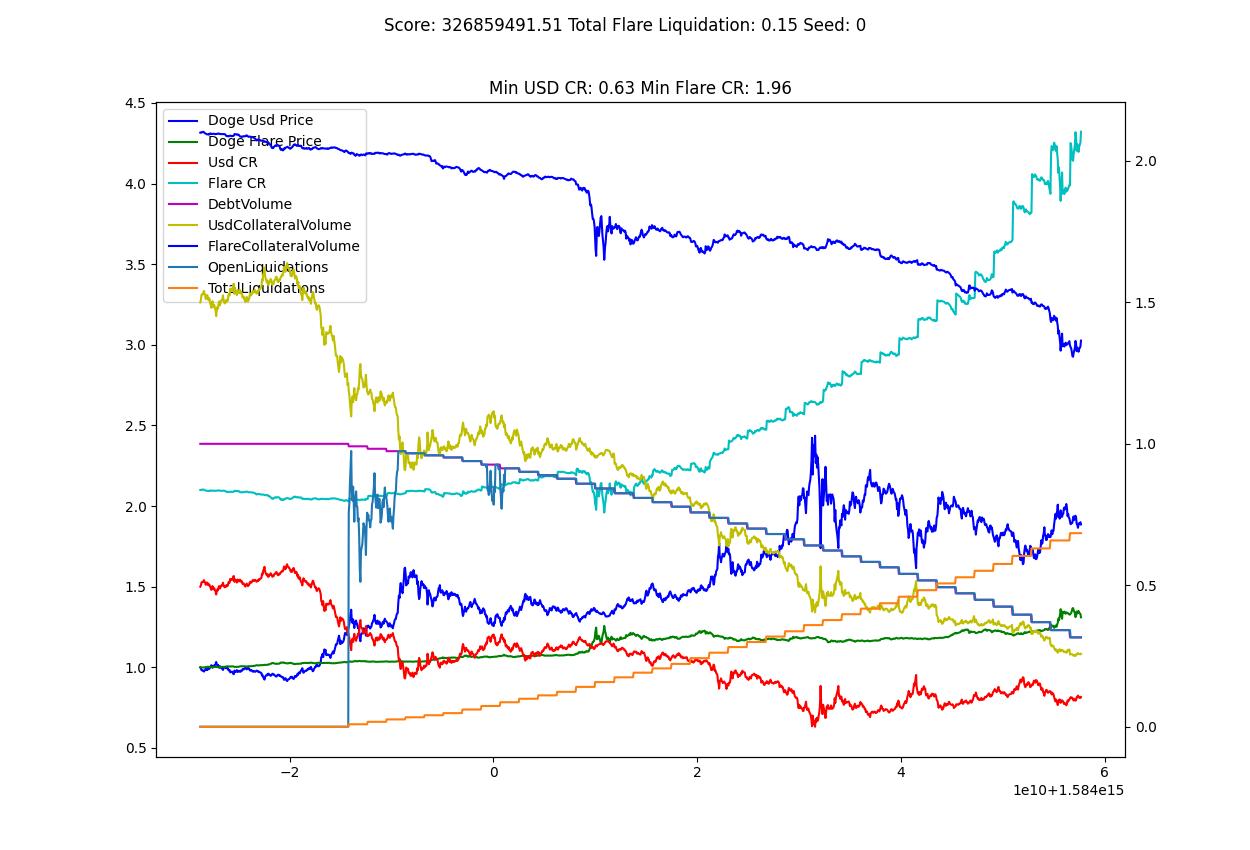 Score: 326859491.51 Total Flare Liquidation: 0.15 Seed: 0
Min USD CR: 0.63 Min Flare CR: 1.96
Doge Usd Price
Doge Flare Price
Usd CR
Flare CR
DebtVolume
UsdCollateralVolume
FlareCollateralVolume
OpenLiquidations
TotalLiquidations
4.5
4.0
3.5
3.0
2.5
2.0
1.5
1.0
0.5
2.0
1.5
1.0
0.5
0.0
−2
0
2
4
6
1e10+1.584e15